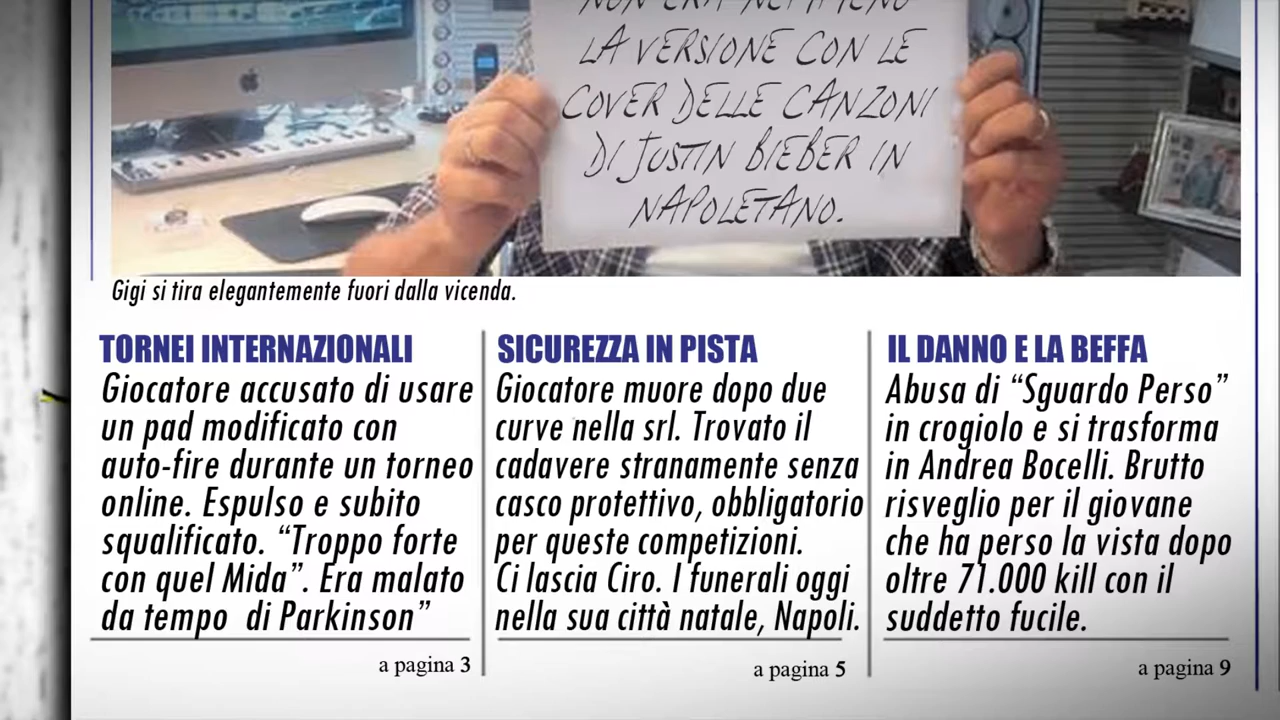 NON ERA NEMMENO
LA VERSIONE CON LE
COVER DELLE CANZONI
DI JUSTIN BIEBER IN
NAPOLETANO.
Gigi si tira elegantemente fuori dalla vicenda.
TORNEI INTERNAZIONALI
Giocatore accusato di usare
un pad modificato con
auto-fire durante un torneo
online. Espulso e subito
squalificato. “Troppo forte
con quel Mida”. Era malato
da tempo di Parkinson”
a pagina 3
SICUREZZA IN PISTA
Giocatore muore dopo due
curve nella srl. Trovato il
cadavere stranamente senza
casco protettivo, obbligatorio
per queste competizioni.
Ci lascia Ciro. I funerali oggi
nella sua città natale, Napoli.
a pagina 5
IL DANNO E LA BEFFA
Abusa di “Sguardo Perso”
in crogiolo e si trasforma
in Andrea Bocelli. Brutto
risveglio per il giovane
che ha perso la vista dopo
oltre 71.000 kill con il
suddetto fucile.
a pagina 9